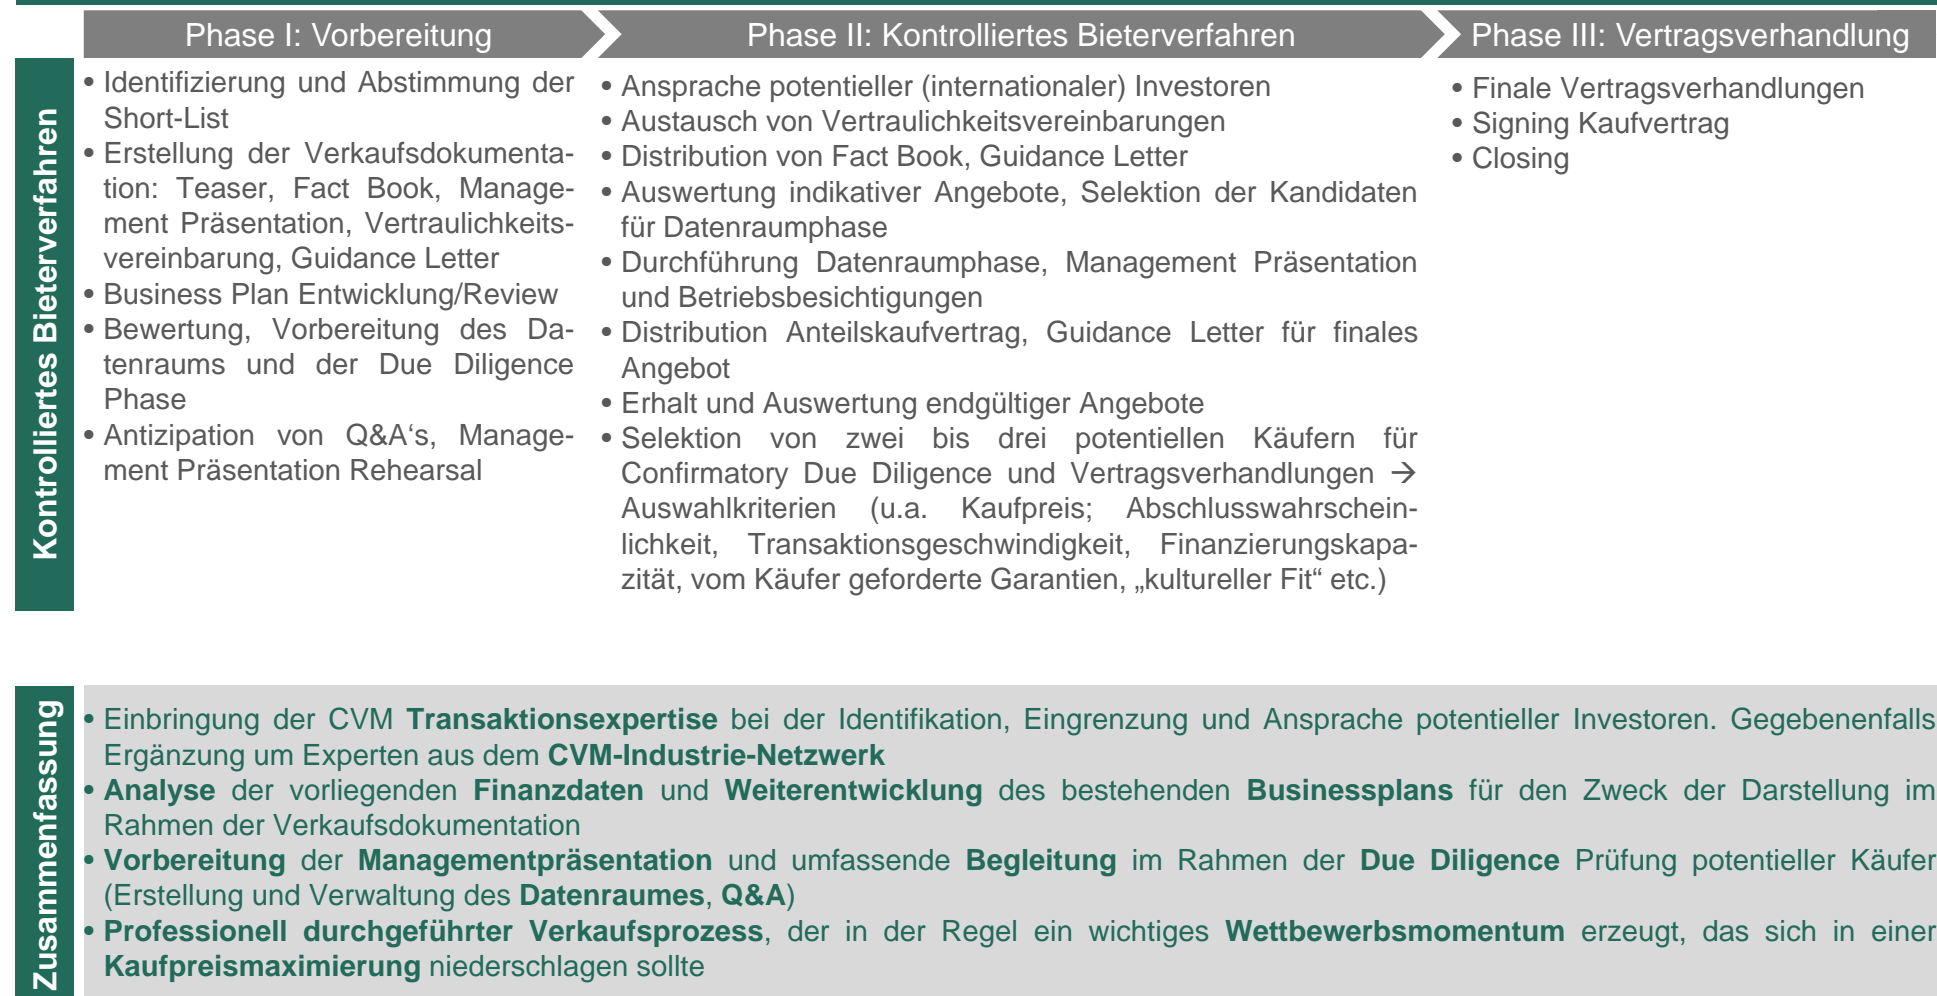 Phase I: Vorbereitung
Phase II: Kontrolliertes Bieterverfahren
Phase III: Vertragsverhandlung
Kontrolliertes Bieterverfahren
• Identifizierung und Abstimmung der
Short-List
• Erstellung der Verkaufsdokumenta-
tion: Teaser, Fact Book, Manage-
ment Präsentation, Vertraulichkeits-
vereinbarung, Guidance Letter
• Business Plan Entwicklung/Review
• Bewertung, Vorbereitung des Da-
tenraums und der Due Diligence
Phase
• Antizipation von Q&A‘s, Manage-
ment Präsentation Rehearsal
• Ansprache potentieller (internationaler) Investoren
• Austausch von Vertraulichkeitsvereinbarungen
• Distribution von Fact Book, Guidance Letter
• Auswertung indikativer Angebote, Selektion der Kandidaten
für Datenraumphase
• Durchführung Datenraumphase, Management Präsentation
und Betriebsbesichtigungen
• Distribution Anteilskaufvertrag, Guidance Letter für finales
Angebot
• Erhalt und Auswertung endgültiger Angebote
• Selektion von zwei bis drei potentiellen Käufern für
Confirmatory Due Diligence und Vertragsverhandlungen →
Auswahlkriterien (u.a. Kaufpreis; Abschlusswahrschein-
lichkeit, Transaktionsgeschwindigkeit, Finanzierungskapa-
zität, vom Käufer geforderte Garantien, „kultureller Fit“ etc.)
• Finale Vertragsverhandlungen
• Signing Kaufvertrag
• Closing
Zusammenfassung
• Einbringung der CVM Transaktionsexpertise bei der Identifikation, Eingrenzung und Ansprache potentieller Investoren. Gegebenenfalls
Ergänzung um Experten aus dem CVM-Industrie-Netzwerk
• Analyse der vorliegenden Finanzdaten und Weiterentwicklung des bestehenden Businessplans für den Zweck der Darstellung im
Rahmen der Verkaufsdokumentation
• Vorbereitung der Managementpräsentation und umfassende Begleitung im Rahmen der Due Diligence Prüfung potentieller Käufer
(Erstellung und Verwaltung des Datenraumes, Q&A)
• Professionell durchgeführter Verkaufsprozess, der in der Regel ein wichtiges Wettbewerbsmomentum erzeugt, das sich in einer
Kaufpreismaximierung niederschlagen sollte